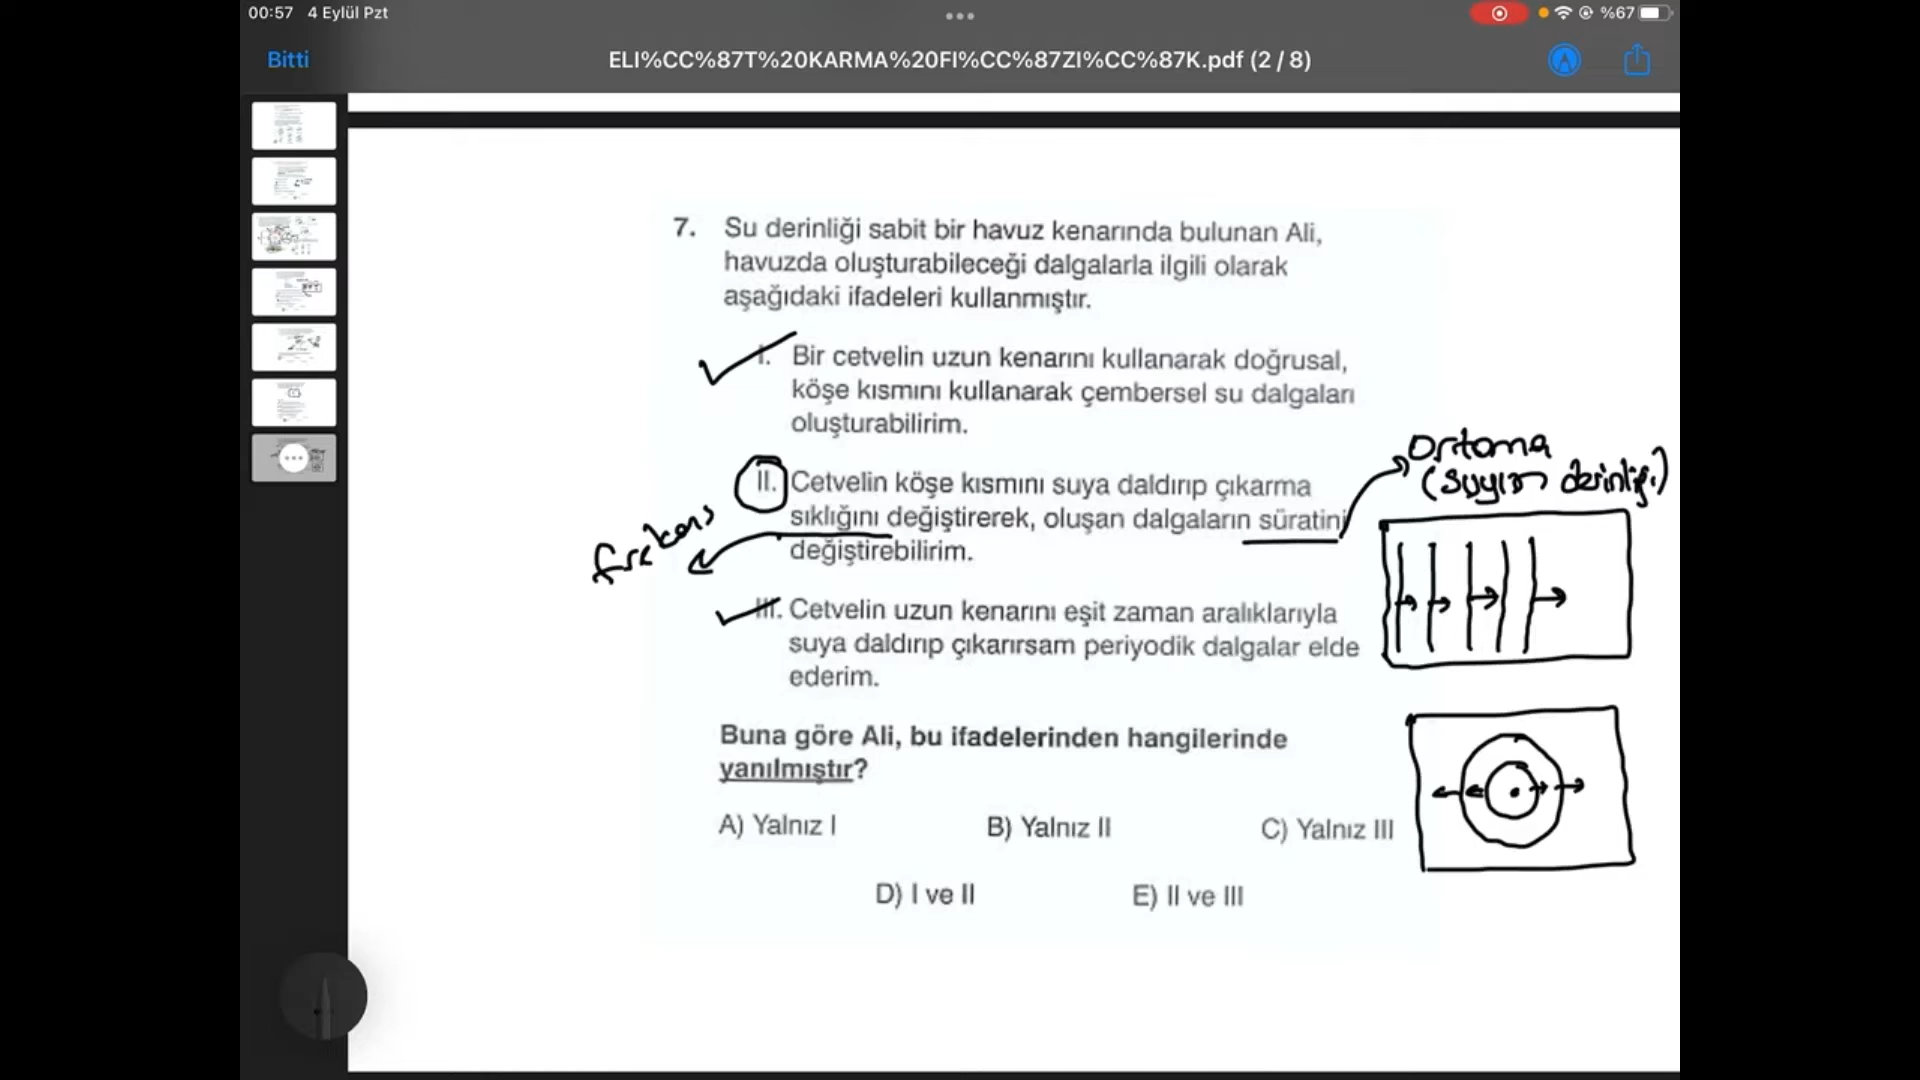 00:57 4 Eylül Pzt
%67
Bitti
ELI%CC%87T%20KARMA%20FI%CC%87ZI%CC%87K.pdf (2 / 8)
7. Su derinliği sabit bir havuz kenarında bulunan Ali,
havuzda oluşturabileceği dalgalarla ilgili olarak
aşağıdaki ifadeleri kullanmıştır.
I. Bir cetvelin uzun kenarını kullanarak doğrusal,
köşe kısmını kullanarak çembersel su dalgaları
oluşturabilirim.
ortama
(suyun derinliği)
II. Cetvelin köşe kısmını suya daldırıp çıkarma
sıklığını değiştirerek, oluşan dalgaların süratini
değiştirebilirim.
frekans
III. Cetvelin uzun kenarını eşit zaman aralıklarıyla
suya daldırıp çıkarırsam periyodik dalgalar elde
ederim.
Buna göre Ali, bu ifadelerinden hangilerinde
yanılmıştır?
A) Yalnız I B) Yalnız II C) Yalnız III
D) I ve II E) II ve III